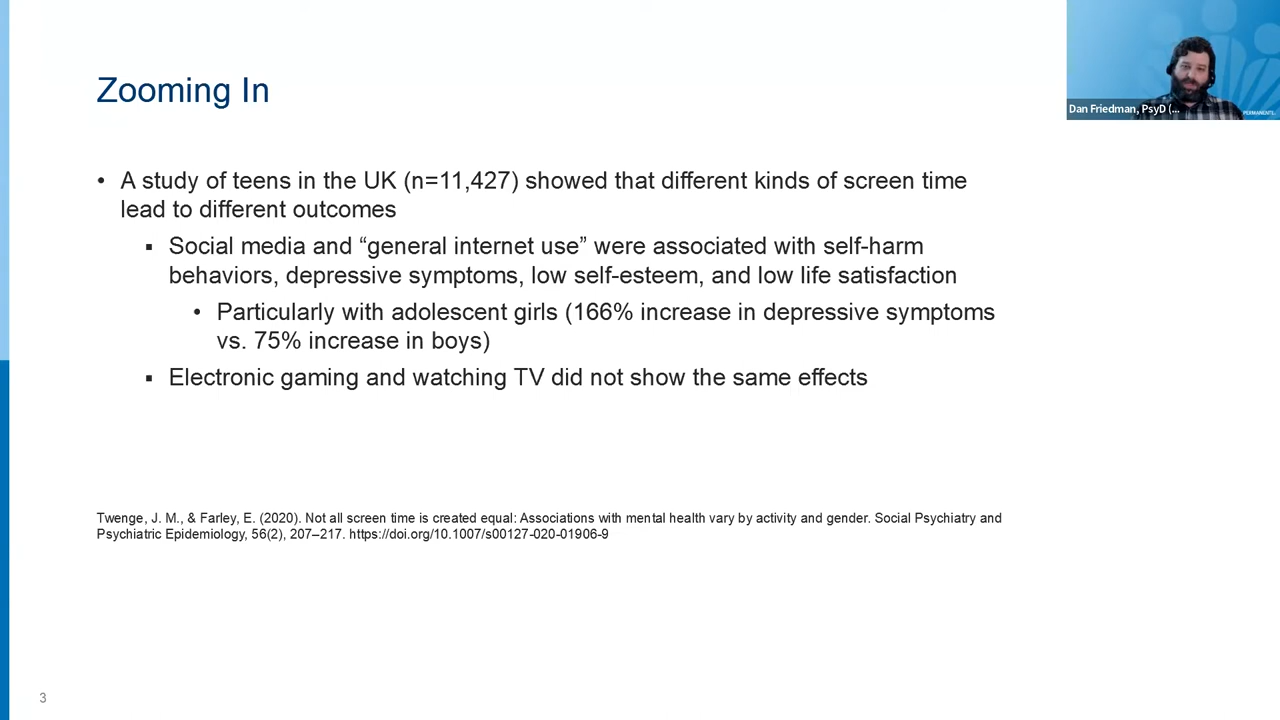 Zooming In
Dan Friedman, PsyD (...
PERMANENTE
• A study of teens in the UK (n=11,427) showed that different kinds of screen time
lead to different outcomes
▪ Social media and “general internet use” were associated with self-harm
behaviors, depressive symptoms, low self-esteem, and low life satisfaction
• Particularly with adolescent girls (166% increase in depressive symptoms
vs. 75% increase in boys)
▪ Electronic gaming and watching TV did not show the same effects
Twenge, J. M., & Farley, E. (2020). Not all screen time is created equal: Associations with mental health vary by activity and gender. Social Psychiatry and
Psychiatric Epidemiology, 56(2), 207–217. https://doi.org/10.1007/s00127-020-01906-9
3